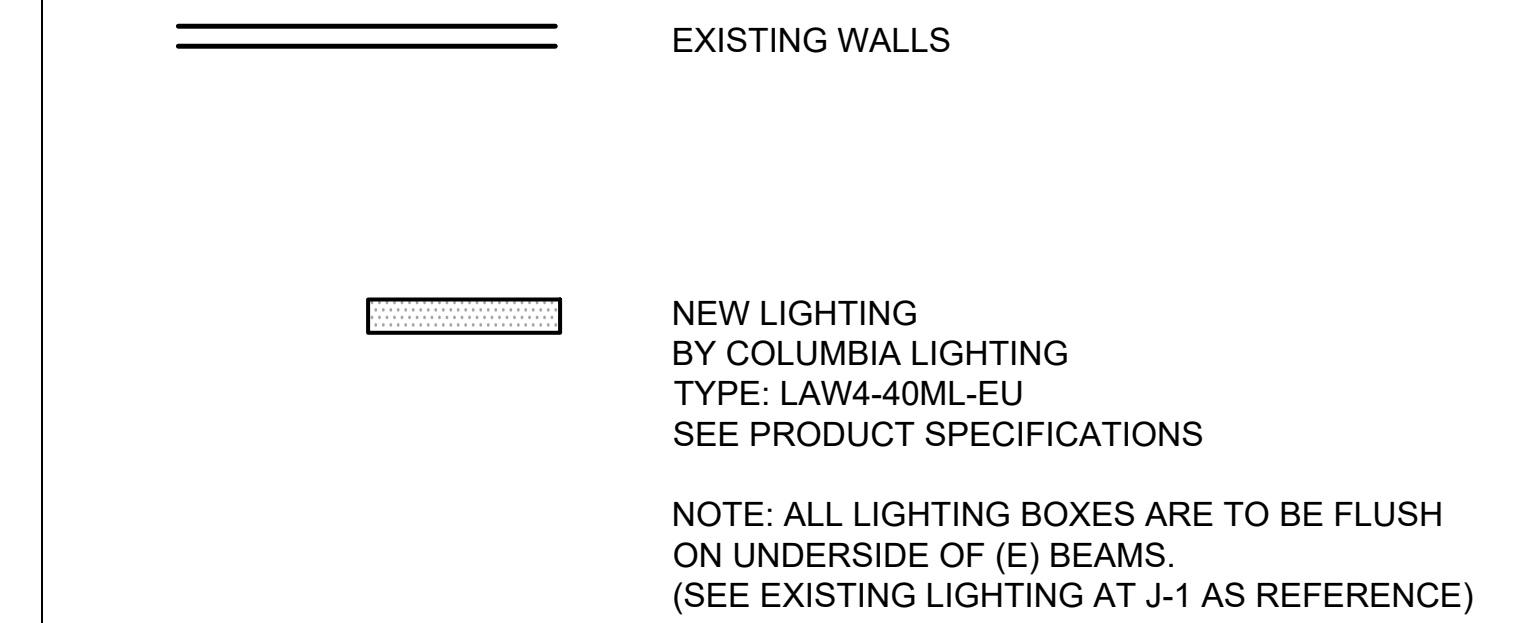 EXISTING WALLS
NEW LIGHTING
BY COLUMBIA LIGHTING
TYPE: LAW4-40ML-EU
SEE PRODUCT SPECIFICATIONS
NOTE: ALL LIGHTING BOXES ARE TO BE FLUSH
ON UNDERSIDE OF (E) BEAMS.
(SEE EXISTING LIGHTING AT J-1 AS REFERENCE)